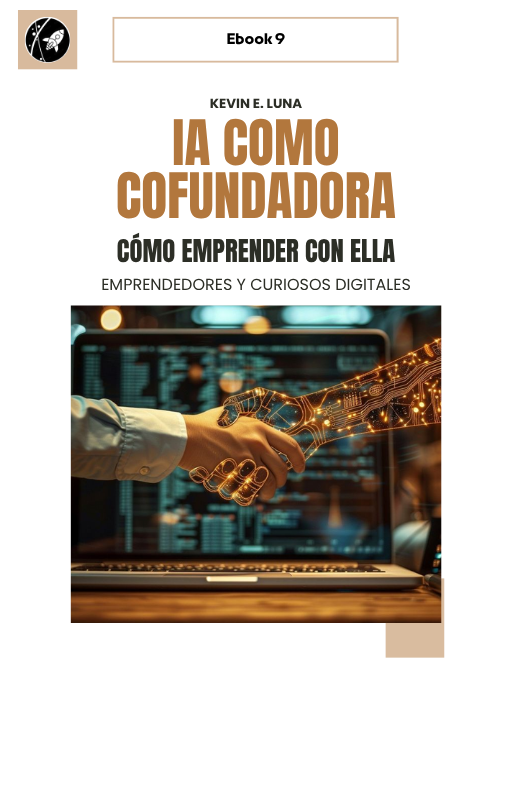 Ebook 9
KEVIN E. LUNA
IA COMO
COFUNDADORA
CÓMO EMPRENDER CON ELLA
EMPRENDEDORES Y CURIOSOS DIGITALES